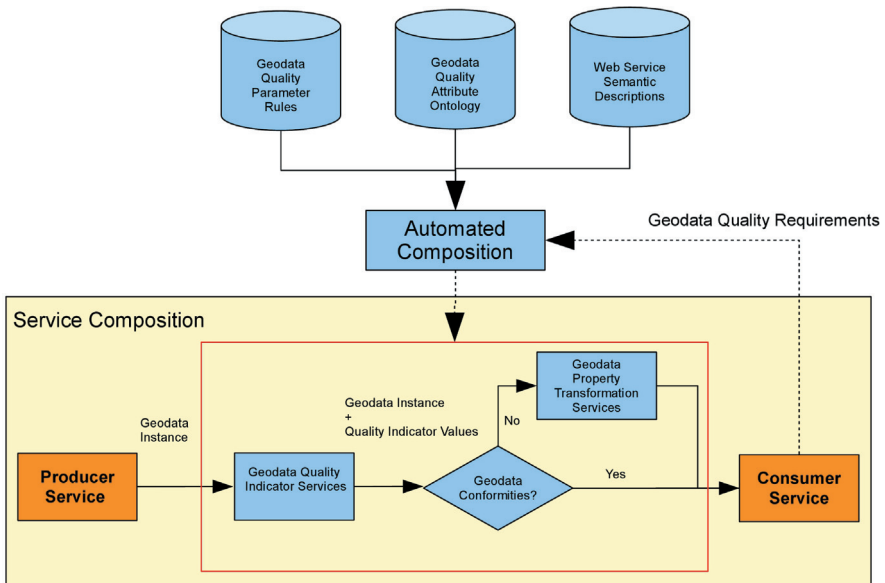 Geodata
Quality
Parameter
Rules
Geodata
Quality
Attribute
Ontology
Web Service
Semantic
Descriptions
Automated
Composition
Geodata Quality Requirements
Service Composition
Geodata
Property
Transformation
Services
Geodata Instance
+
Quality Indicator Values
No
Geodata
Instance
Producer
Service
Geodata Quality
Indicator Services
Geodata
Conformities?
Yes
Consumer
Service